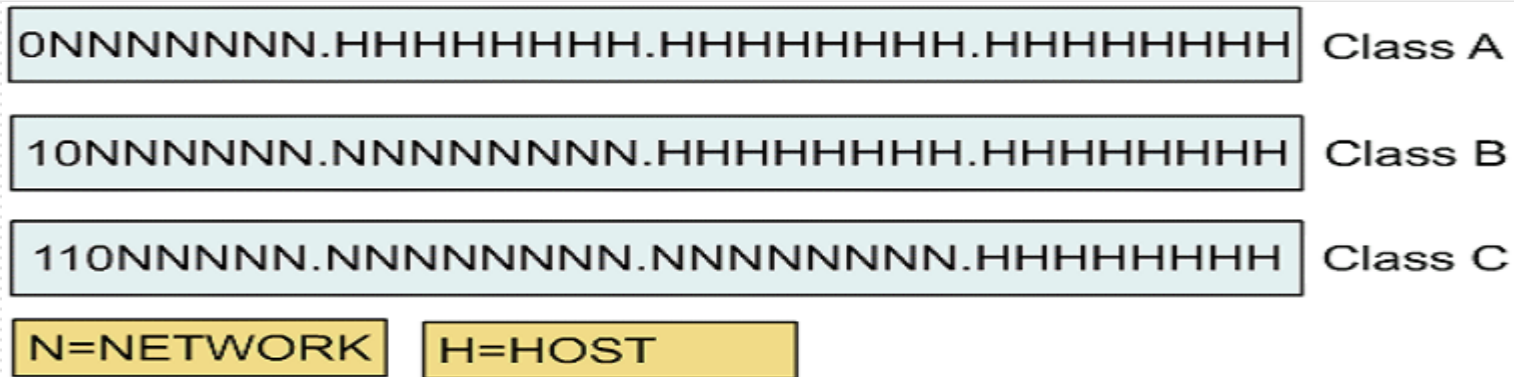 0NNNNNNN.HHHHHHHH.HHHHHHHH.HHHHHHHH Class A
10NNNNNN.NNNNNNNN.HHHHHHHH.HHHHHHHH Class B
110NNNNN.NNNNNNNN.NNNNNNNN.HHHHHHHH Class C
N=NETWORK H=HOST